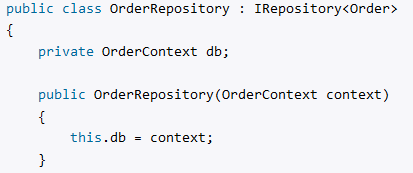 public class OrderRepository : IRepository<Order>
{
    private OrderContext db;

    public OrderRepository(OrderContext context)
    {
        this.db = context;
    }